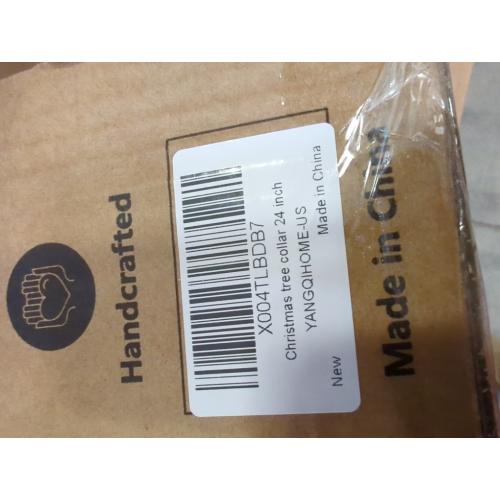 Handcrafted
X004TLBDB7
Christmas tree collar 24 inch
YANGQIHOME-US
Made in China
New
Made in China